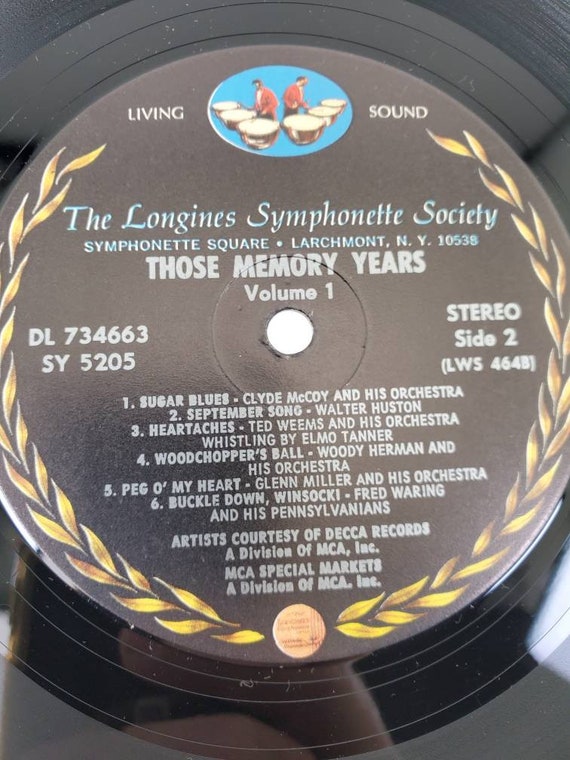 LIVING SOUND
The Longines Symphonette Society
SYMPHONETTE SQUARE • LARCHMONT, N. Y. 10538
THOSE MEMORY YEARS
Volume 1
DL 734663
SY 5205
STEREO
Side 2
(LWS 464B)
1. SUGAR BLUES - CLYDE McCOY AND HIS ORCHESTRA
2. SEPTEMBER SONG - WALTER HUSTON
3. HEARTACHES - TED WEEMS AND HIS ORCHESTRA
WHISTLING BY ELMO TANNER
4. WOODCHOPPER'S BALL - WOODY HERMAN AND
HIS ORCHESTRA
5. PEG O' MY HEART - GLENN MILLER AND HIS ORCHESTRA
6. BUCKLE DOWN, WINSOCKI - FRED WARING
AND HIS PENNSYLVANIANS
ARTISTS COURTESY OF DECCA RECORDS
A Division Of MCA, Inc.
MCA SPECIAL MARKETS
A Division Of MCA. Inc.